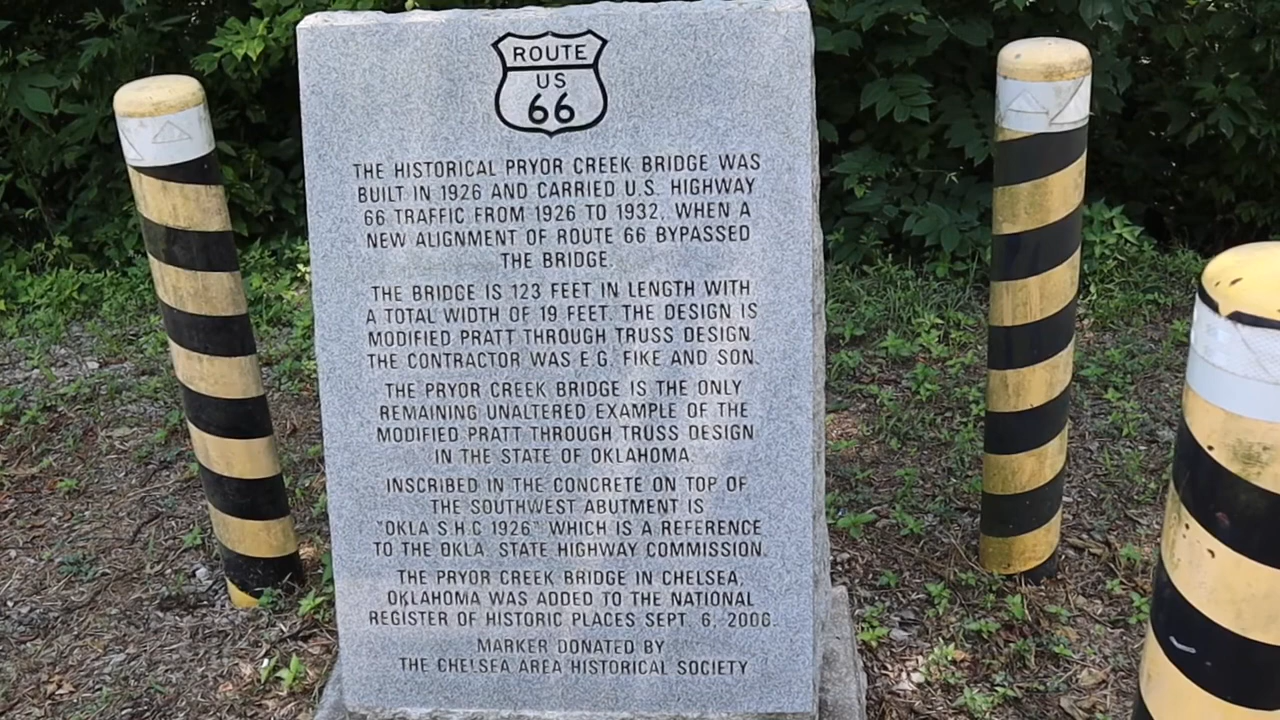 ROUTE
US
66
THE HISTORICAL PRYOR CREEK BRIDGE WAS
BUILT IN 1926 AND CARRIED U.S. HIGHWAY
66 TRAFFIC FROM 1926 TO 1932, WHEN A
NEW ALIGNMENT OF ROUTE 66 BYPASSED
THE BRIDGE.
THE BRIDGE IS 123 FEET IN LENGTH WITH
A TOTAL WIDTH OF 19 FEET. THE DESIGN IS
MODIFIED PRATT THROUGH TRUSS DESIGN.
THE CONTRACTOR WAS E.G. FIKE AND SON.
THE PRYOR CREEK BRIDGE IS THE ONLY
REMAINING UNALTERED EXAMPLE OF THE
MODIFIED PRATT THROUGH TRUSS DESIGN
IN THE STATE OF OKLAHOMA.
INSCRIBED IN THE CONCRETE ON TOP OF
THE SOUTHWEST ABUTMENT IS
"OKLA S.H.C 1926" WHICH IS A REFERENCE
TO THE OKLA. STATE HIGHWAY COMMISSION.
THE PRYOR CREEK BRIDGE IN CHELSEA,
OKLAHOMA WAS ADDED TO THE NATIONAL
REGISTER OF HISTORIC PLACES SEPT. 6, 2006.
MARKER DONATED BY
THE CHELSEA AREA HISTORICAL SOCIETY